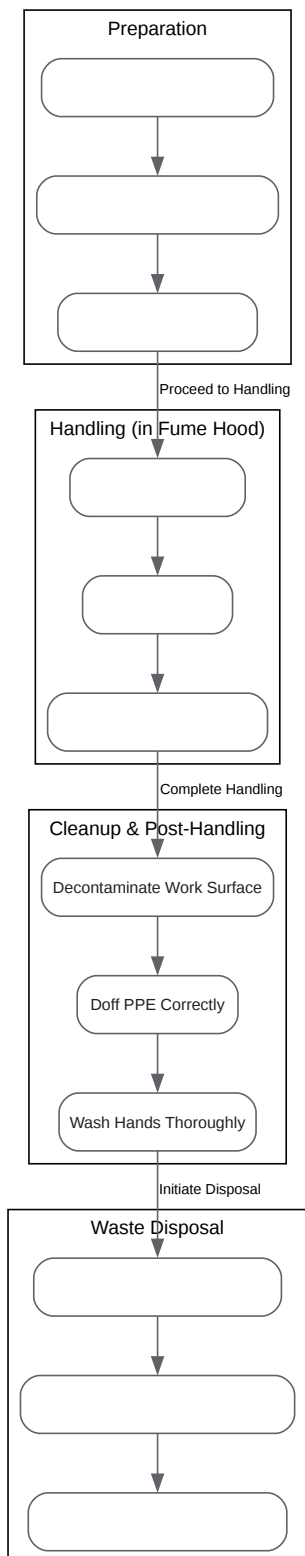 Preparation
Proceed to Handling
Handling (in Fume Hood)
Complete Handling
Cleanup & Post-Handling
Decontaminate Work Surface
Doff PPE Correctly
Wash Hands Thoroughly
Initiate Disposal
Waste Disposal